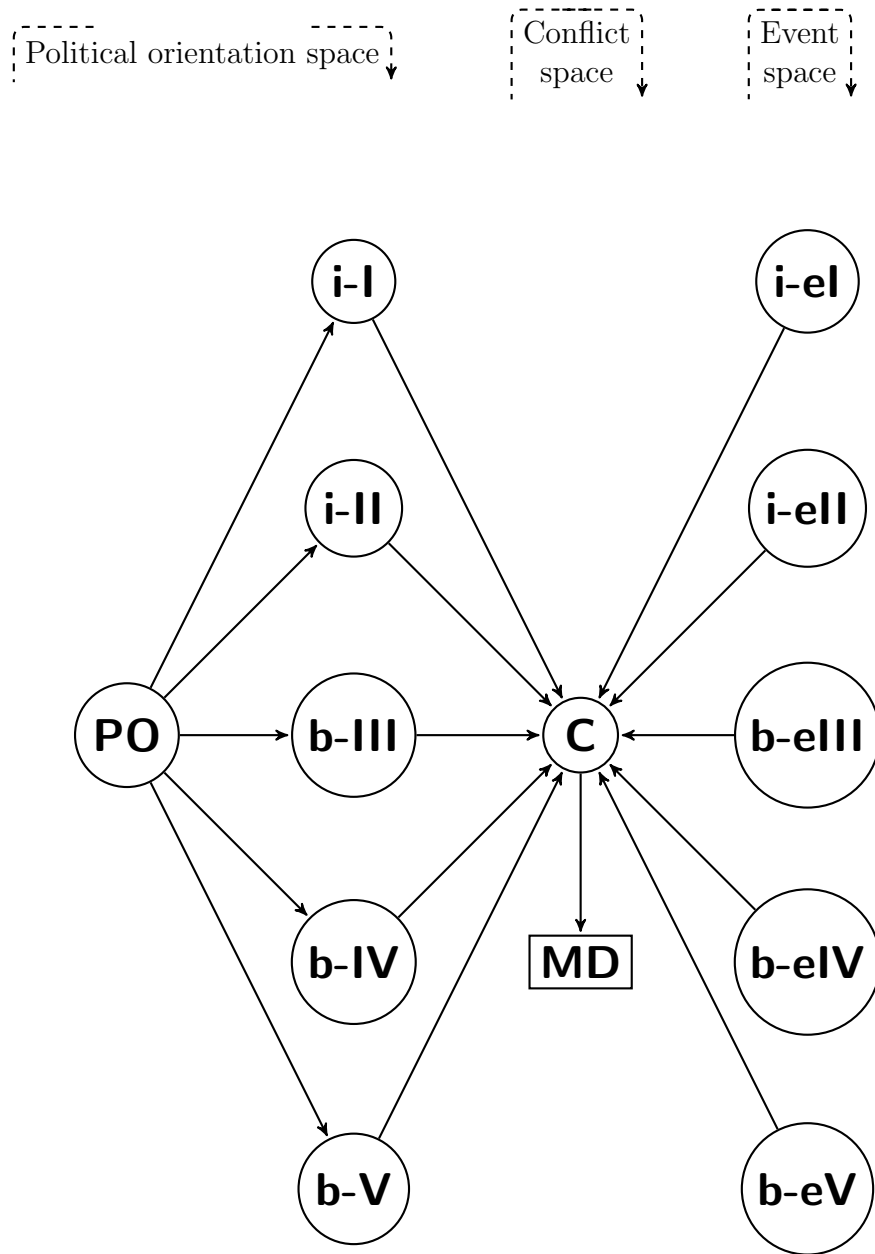 Political orientation space
Conflict
space
Event
space
i-I
i-eI
i-II
i-eII
PO
b-III
C
b-eIII
b-IV
MD
b-eIV
b-V
b-eV